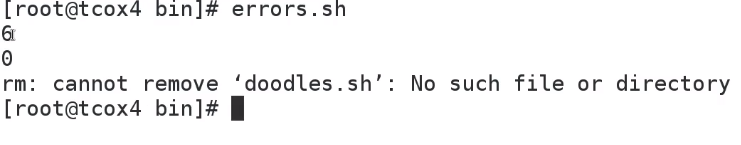 [root@tcox4 bin]# errors.sh
6
0
rm: cannot remove ‘doodles.sh’: No such file or directory
[root@tcox4 bin]#